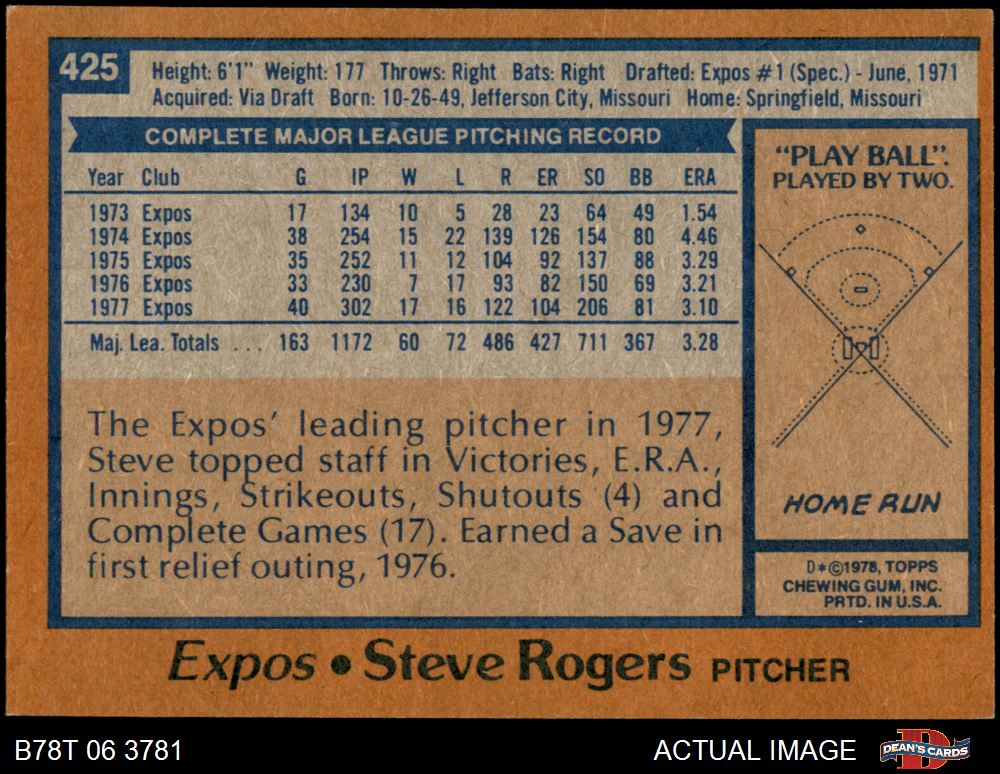 425
Height: 6'1" Weight: 177 Throws: Right Bats: Right Drafted: Expos #1 (Spec.) - June, 1971
Acquired: Via Draft Born: 10-26-49, Jefferson City, Missouri Home: Springfield, Missouri
COMPLETE MAJOR LEAGUE PITCHING RECORD
Year Club G IP W L R ER SO BB ERA
1973 Expos 17 134 10 5 28 23 64 49 1.54
1974 Expos 38 254 15 22 139 126 154 80 4.46
1975 Expos 35 252 11 12 104 92 137 88 3.29
1976 Expos 33 230 7 17 93 82 150 69 3.21
1977 Expos 40 302 17 16 122 104 206 81 3.10
Maj. Lea. Totals . . . 163 1172 60 72 486 427 711 367 3.28
The Expos' leading pitcher in 1977,
Steve topped staff in Victories, E.R.A.,
Innings, Strikeouts, Shutouts (4) and
Complete Games (17). Earned a Save in
first relief outing, 1976.
"PLAY BALL".
PLAYED BY TWO.
HOME RUN
D*©1978, TOPPS
CHEWING GUM, INC.
PRTD. IN U.S.A.
Expos • Steve Rogers PITCHER
B78T 06 3781 ACTUAL IMAGE
DEAN'S CARDS